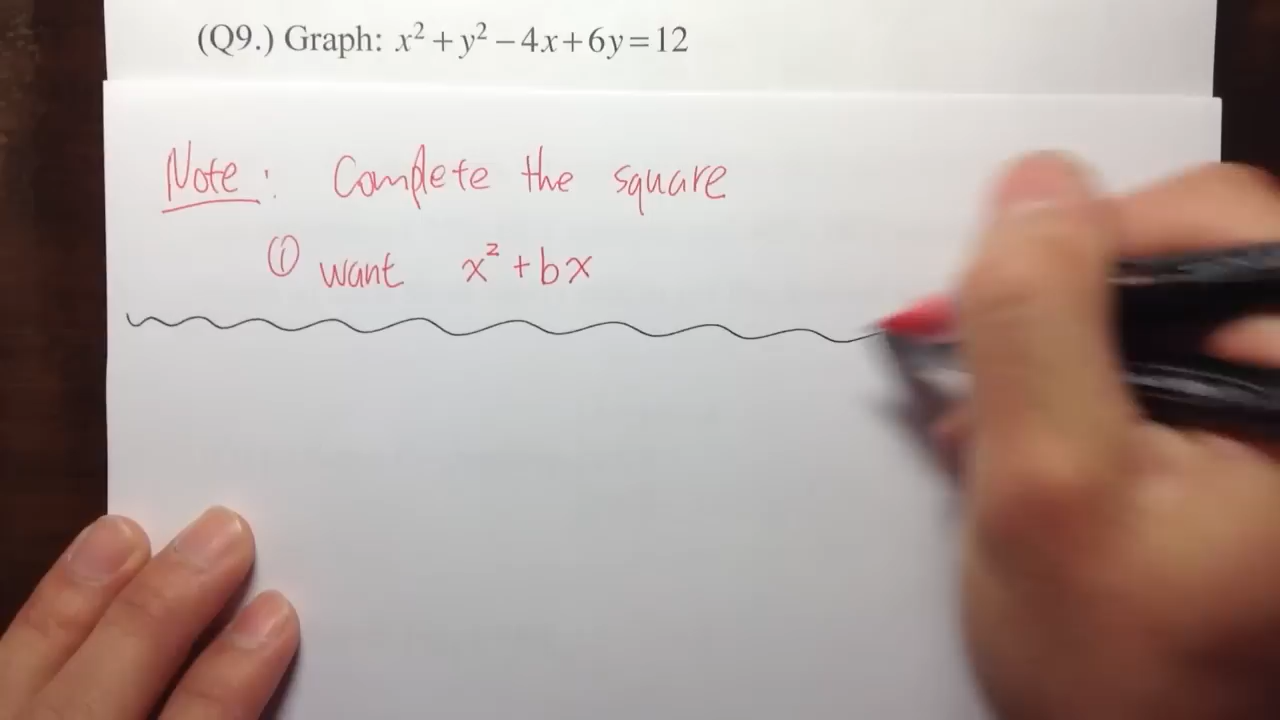 (Q9.) Graph: x² + y² − 4x + 6y = 12
Note: Complete the square
① want x² + bx